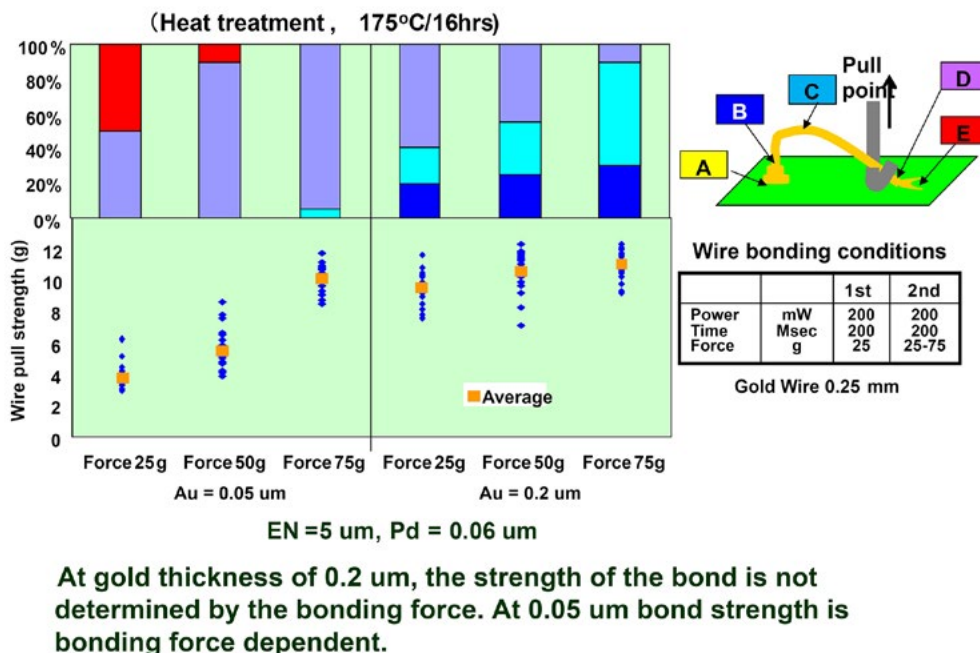 (Heat treatment, 175°C/16hrs)
100%
80%
60%
40%
20%
0%
12
10
8
6
4
2
0
Wire pull strength (g)
Average
Force 25g Force 50g Force 75g Force 25g Force 50g Force 75g
Au = 0.05 um Au = 0.2 um
EN =5 um, Pd = 0.06 um
Pull
point
A
B
C
D
E
Wire bonding conditions
1st 2nd
Power mW 200 200
Time Msec 200 200
Force g 25 25-75
Gold Wire 0.25 mm
At gold thickness of 0.2 um, the strength of the bond is not
determined by the bonding force. At 0.05 um bond strength is
bonding force dependent.